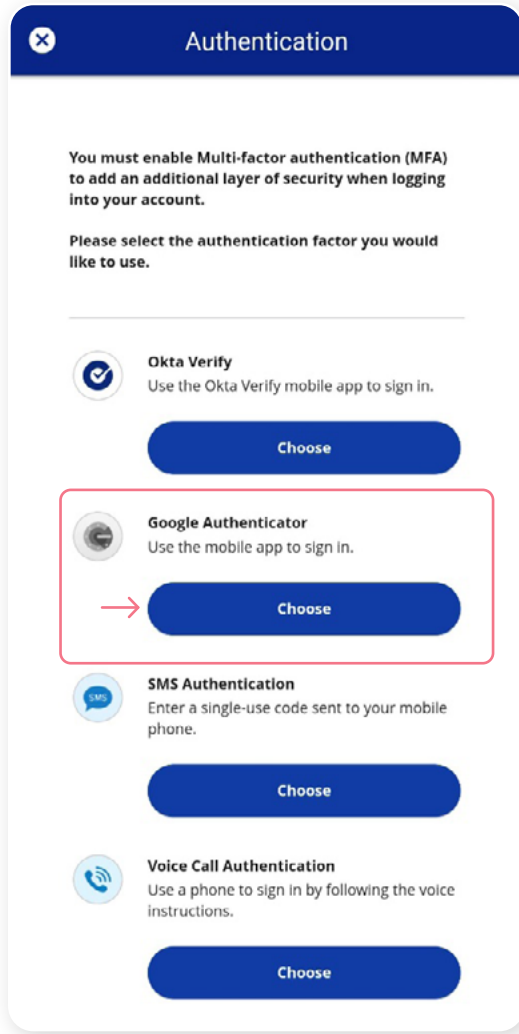 Authentication
You must enable Multi-factor authentication (MFA)
to add an additional layer of security when logging
into your account.
Please select the authentication factor you would
like to use.
Okta Verify
Use the Okta Verify mobile app to sign in.
Choose
Google Authenticator
Use the mobile app to sign in.
Choose
SMS
SMS Authentication
Enter a single-use code sent to your mobile
phone.
Choose
Voice Call Authentication
Use a phone to sign in by following the voice
instructions.
Choose